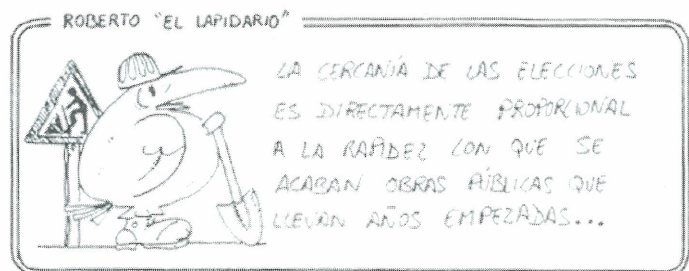 ROBERTO "EL LAPIDARIO"
LA CERCANÍA DE LAS ELECCIONES
ES DIRECTAMENTE PROPORCIONAL
A LA RAPIDEZ CON QUE SE
ACABAN OBRAS PÚBLICAS QUE
LLEVAN AÑOS EMPEZADAS...